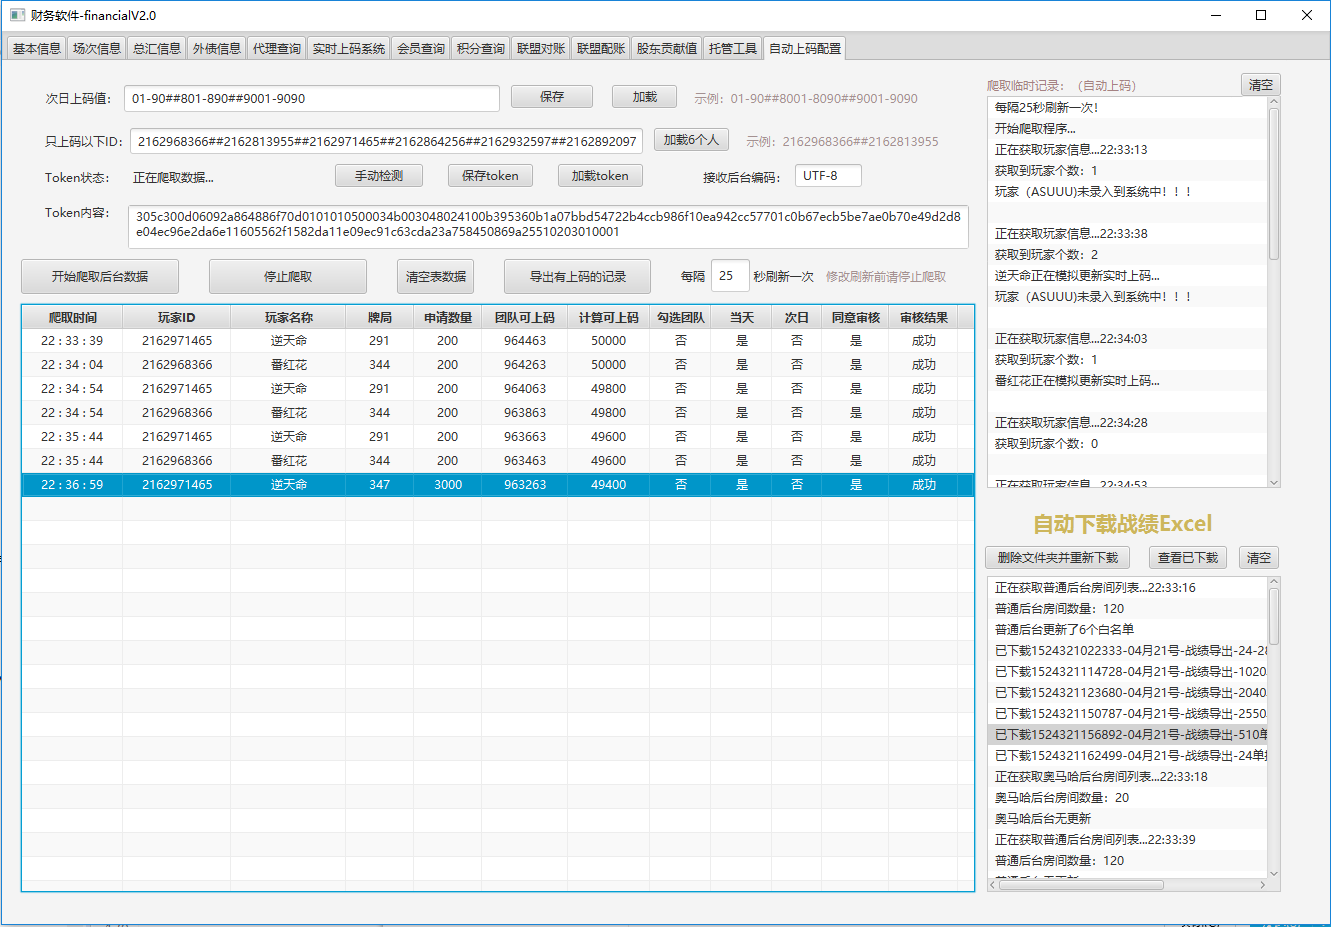 财务软件-financialV2.0
基本信息 场次信息 总汇信息 外债信息 代理查询 实时上码系统 会员查询 积分查询 联盟对账 联盟配账 股东贡献值 托管工具 自动上码配置
次日上码值: 01-90##801-890##9001-9090 保存 加载 示例: 01-90##8001-8090##9001-9090
只上码以下ID: 2162968366##2162813955##2162971465##2162864256##2162932597##2162892097 加载6个人 示例: 2162968366##2162813955
Token状态: 正在爬取数据... 手动检测 保存token 加载token 接收后台编码: UTF-8
Token内容: 305c300d06092a864886f70d0101010500034b003048024100b395360b1a07bbd54722b4ccb986f10ea942cc57701c0b67ecb5be7ae0b70e49d2d8
e04ec96e2da6e11605562f1582da11e09ec91c63cda23a758450869a25510203010001
开始爬取后台数据 停止爬取 清空表数据 导出有上码的记录 每隔 25 秒刷新一次 修改刷新前请停止爬取
爬取时间 玩家ID 玩家名称 牌局 申请数量 团队可上码 计算可上码 勾选团队 当天 次日 同意审核 审核结果
22 : 33 : 39 2162971465 逆天命 291 200 964463 50000 否 是 否 是 成功
22 : 34 : 04 2162968366 番红花 344 200 964263 50000 否 是 否 是 成功
22 : 34 : 54 2162971465 逆天命 291 200 964063 49800 否 是 否 是 成功
22 : 34 : 54 2162968366 番红花 344 200 963863 49800 否 是 否 是 成功
22 : 35 : 44 2162971465 逆天命 291 200 963663 49600 否 是 否 是 成功
22 : 35 : 44 2162968366 番红花 344 200 963463 49600 否 是 否 是 成功
22 : 36 : 59 2162971465 逆天命 347 3000 963263 49400 否 是 否 是 成功
爬取临时记录: (自动上码) 清空
每隔25秒刷新一次!
开始爬取程序...
正在获取玩家信息...22:33:13
获取到玩家个数: 1
玩家（ASUUU)未录入到系统中！！！
正在获取玩家信息...22:33:38
获取到玩家个数: 2
逆天命正在模拟更新实时上码...
玩家（ASUUU)未录入到系统中！！！
正在获取玩家信息...22:34:03
获取到玩家个数: 1
番红花正在模拟更新实时上码...
正在获取玩家信息...22:34:28
获取到玩家个数: 0
正在获取玩家信息...22:34:53
自动下载战绩Excel
删除文件夹并重新下载 查看已下载 清空
正在获取普通后台房间列表...22:33:16
普通后台房间数量: 120
普通后台更新了6个白名单
已下载1524321022333-04月21号-战绩导出-24-28
已下载1524321114728-04月21号-战绩导出-1020
已下载1524321123680-04月21号-战绩导出-2040
已下载1524321150787-04月21号-战绩导出-2550
已下载1524321156892-04月21号-战绩导出-510单
已下载1524321162499-04月21号-战绩导出-24单
正在获取奥马哈后台房间列表...22:33:18
奥马哈后台房间数量: 20
奥马哈后台无更新
正在获取普通后台房间列表...22:33:39
普通后台房间数量: 120